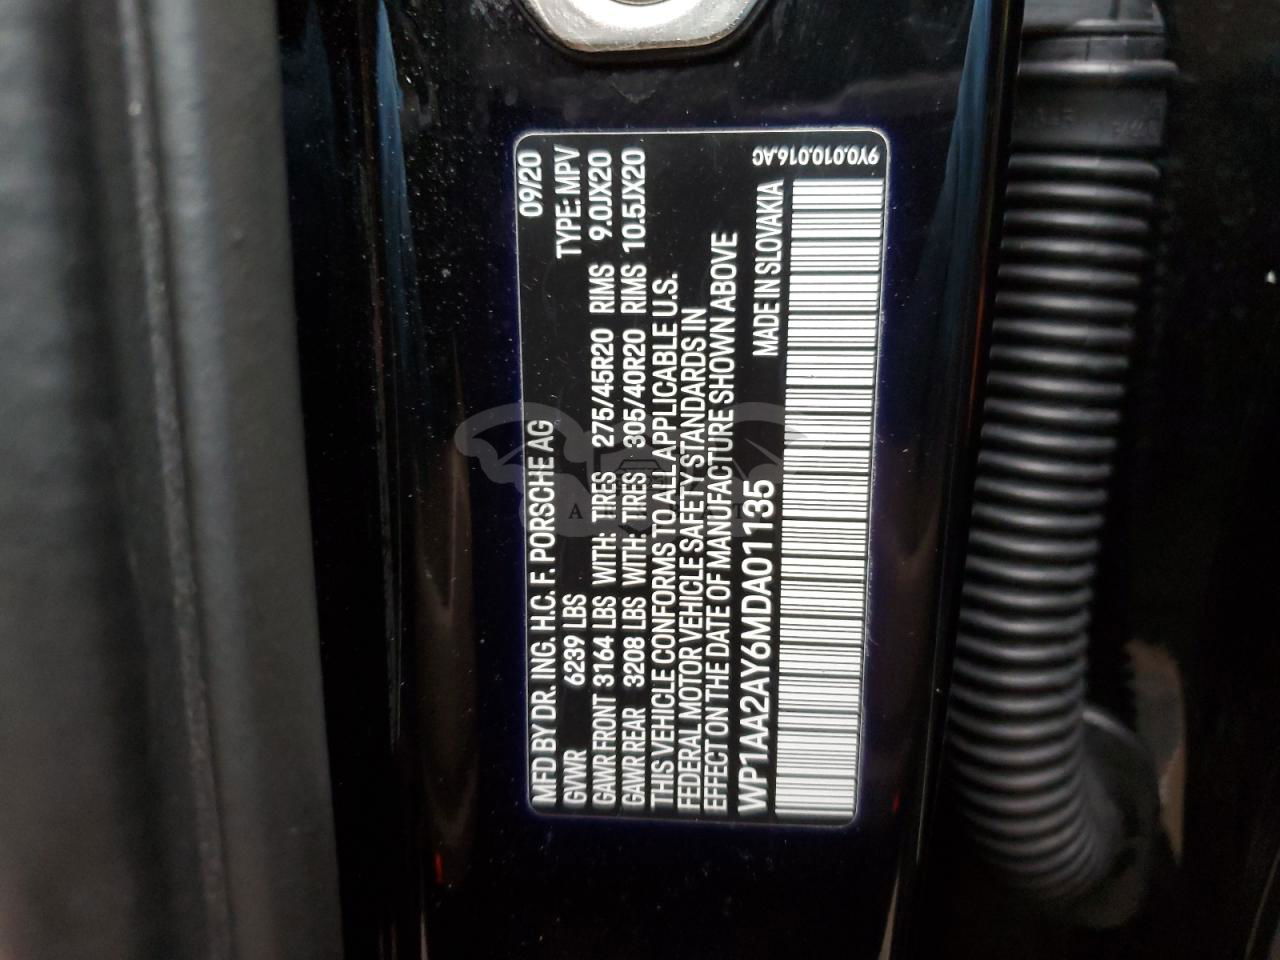 MFD BY DR. ING. H.C. F. PORSCHE AG 09/20
GVWR 6239 LBS TYPE: MPV
GAWR FRONT 3164 LBS WITH: TIRES 275/45R20 RIMS 9.0JX20
GAWR REAR 3208 LBS WITH: TIRES 305/40R20 RIMS 10.5JX20
THIS VEHICLE CONFORMS TO ALL APPLICABLE U.S.
FEDERAL MOTOR VEHICLE SAFETY STANDARDS IN
EFFECT ON THE DATE OF MANUFACTURE SHOWN ABOVE
WP1AA2AY6MDA01135 MADE IN SLOVAKIA
9Y0.010.016.AC